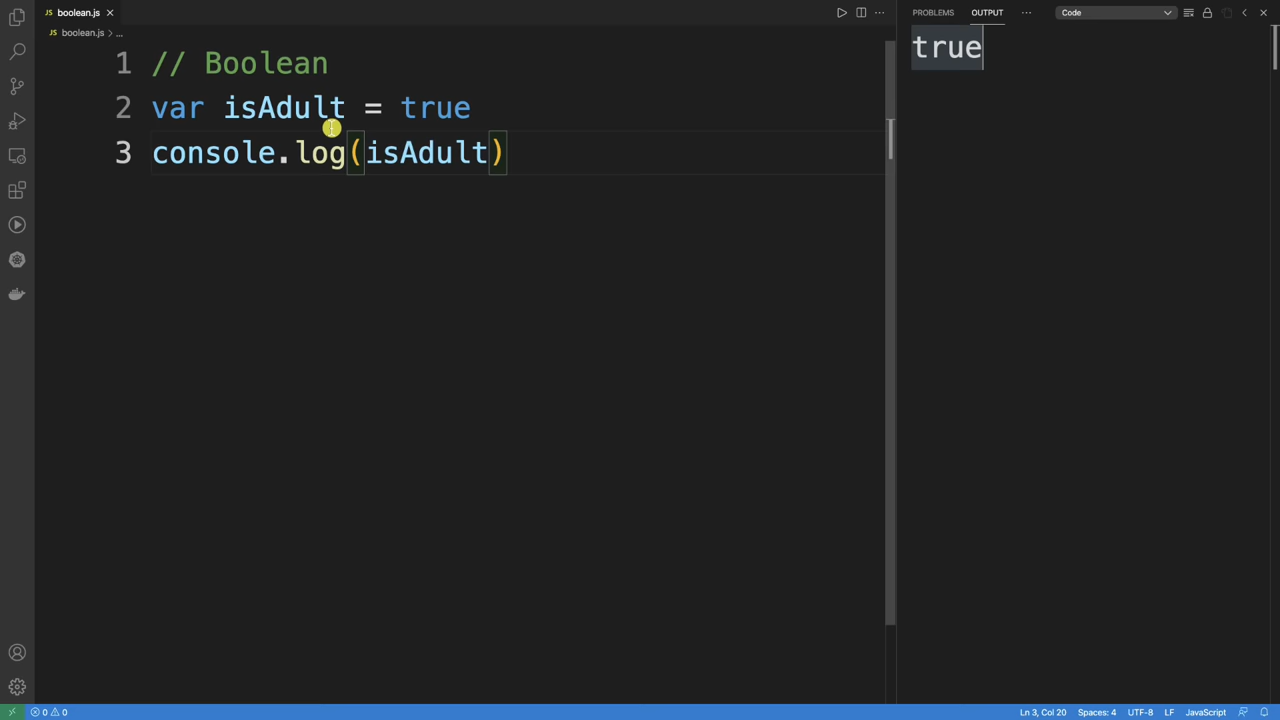 boolean.js
PROBLEMS OUTPUT ··· Code
boolean.js > ...
true
1 // Boolean
2 var isAdult = true
3 console.log(isAdult)
0 0
Ln 3, Col 20 Spaces: 4 UTF-8 LF JavaScript